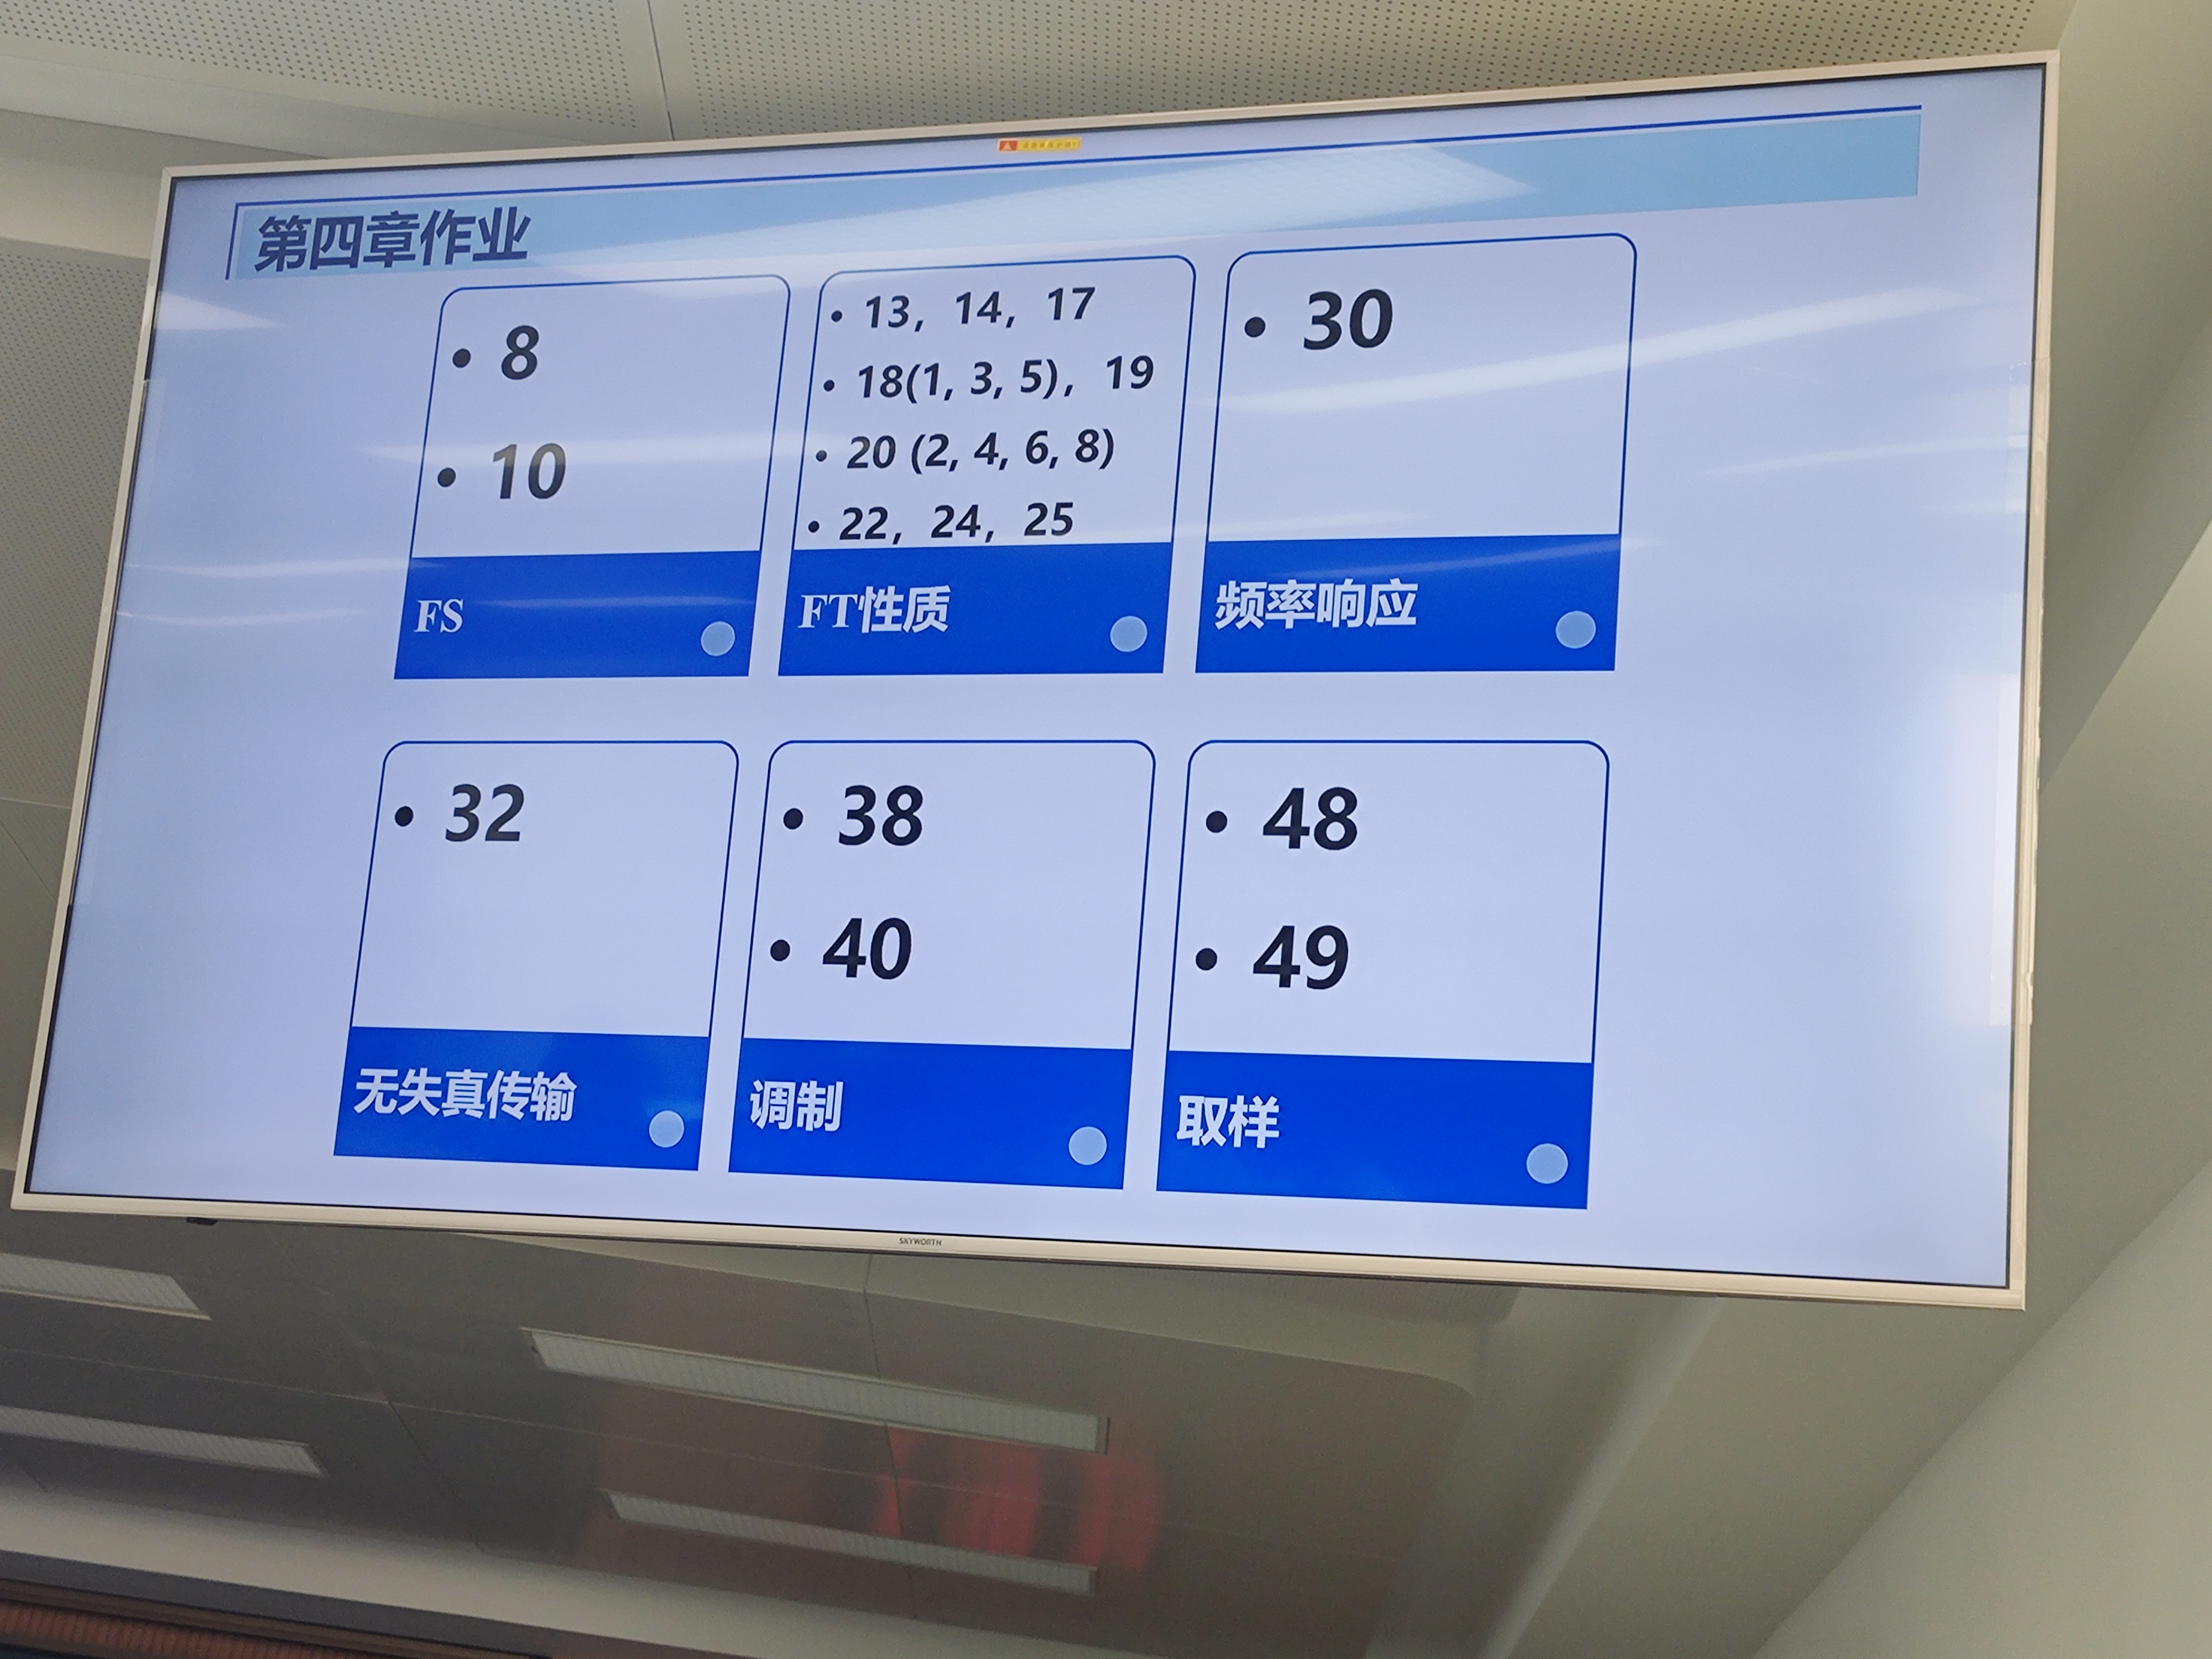 第四章作业
• 8
• 10
FS
• 13, 14, 17
• 18(1, 3, 5), 19
• 20 (2, 4, 6, 8)
• 22, 24, 25
FT性质
• 30
频率响应
• 32
无失真传输
• 38
• 40
调制
• 48
• 49
取样
SKYWORTH